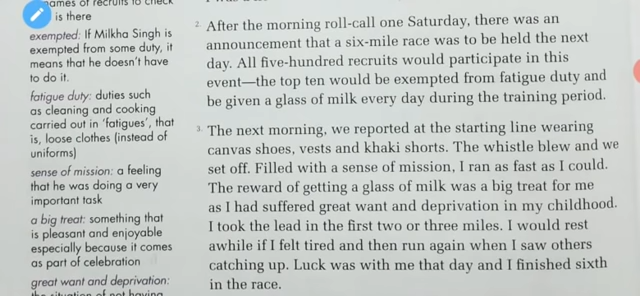 names of recruits to check
is there
exempted: If Milkha Singh is
exempted from some duty, it
means that he doesn't have
to do it.
fatigue duty: duties such
as cleaning and cooking
carried out in 'fatigues', that
is, loose clothes (instead of
uniforms)
sense of mission: a feeling
that he was doing a very
important task
a big treat: something that
is pleasant and enjoyable
especially because it comes
as part of celebration
great want and deprivation:
the situation of not having
2. After the morning roll-call one Saturday, there was an
announcement that a six-mile race was to be held the next
day. All five-hundred recruits would participate in this
event—the top ten would be exempted from fatigue duty and
be given a glass of milk every day during the training period.
3. The next morning, we reported at the starting line wearing
canvas shoes, vests and khaki shorts. The whistle blew and we
set off. Filled with a sense of mission, I ran as fast as I could.
The reward of getting a glass of milk was a big treat for me
as I had suffered great want and deprivation in my childhood.
I took the lead in the first two or three miles. I would rest
awhile if I felt tired and then run again when I saw others
catching up. Luck was with me that day and I finished sixth
in the race.